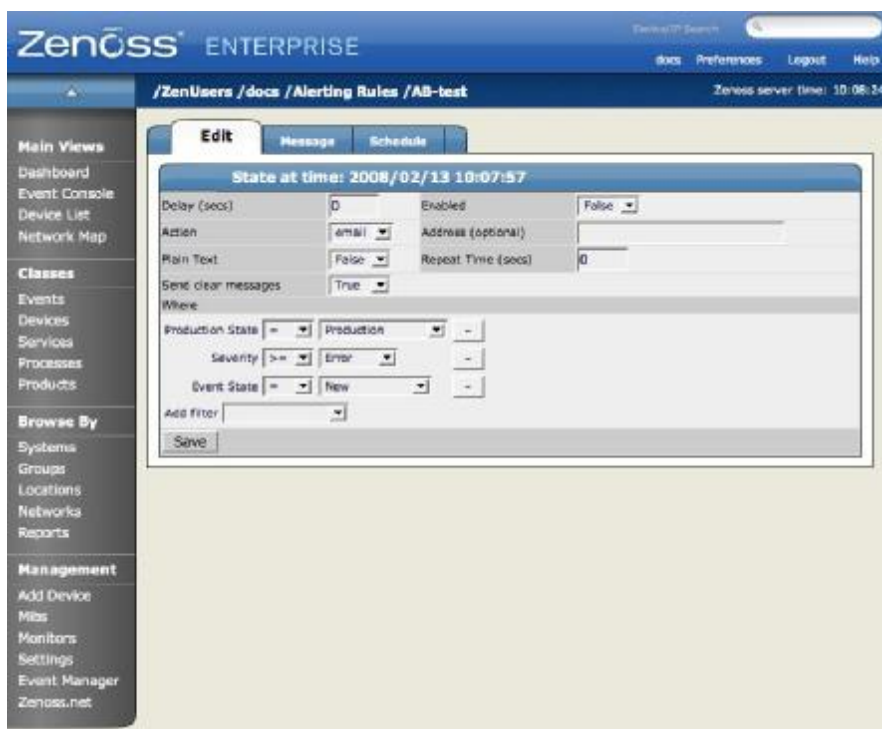 Zenoss ENTERPRISE
Device/IP Search
docs Preferences Logout Help
/ZenUsers /docs /Alerting Rules /AB-test
Zenoss server time: 10:08:24
Main Views
Dashboard
Event Console
Device List
Network Map
Classes
Events
Devices
Services
Processes
Products
Browse By
Systems
Groups
Locations
Networks
Reports
Management
Add Device
Mibs
Monitors
Settings
Event Manager
Zenoss.net
Edit Message Schedule
State at time: 2008/02/13 10:07:57
Delay (secs) 0 Enabled False
Action email Address (optional)
Plain Text False Repeat Time (secs) 0
Send clear messages True
Where
Production State = Production -
Severity >= Error -
Event State = New -
Add filter
Save